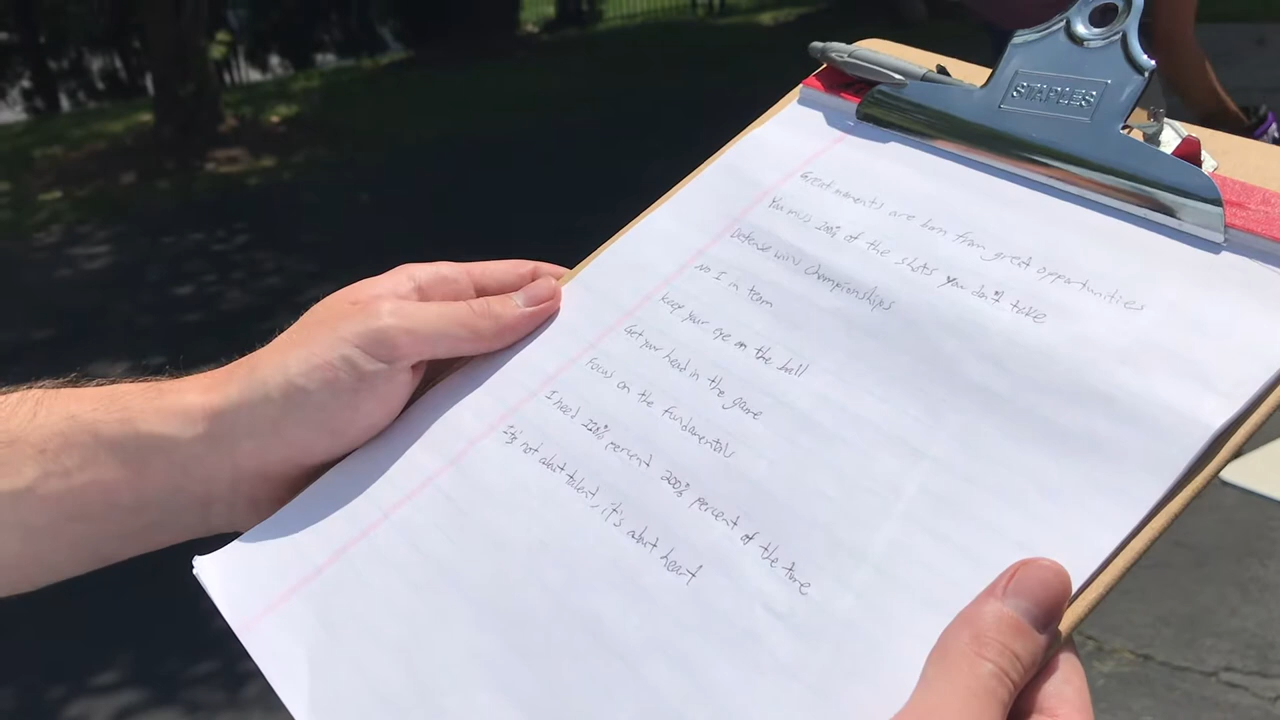 STAPLES
Great moments are born from great opportunities
You miss 100% of the shots you don't take
Defense wins Championships
No I in team
Keep your eye on the ball
Get your head in the game
Focus on the fundamentals
I need 110% percent 200% percent of the time
It's not about talent, it's about heart